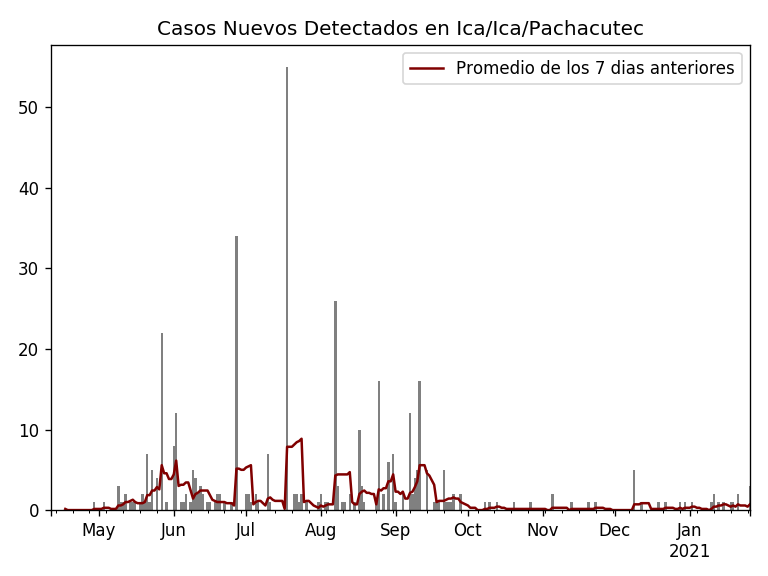 Casos Nuevos Detectados en Ica/Ica/Pachacutec
Promedio de los 7 dias anteriores
50
40
30
20
10
0
May Jun Jul Aug Sep Oct Nov Dec Jan
2021